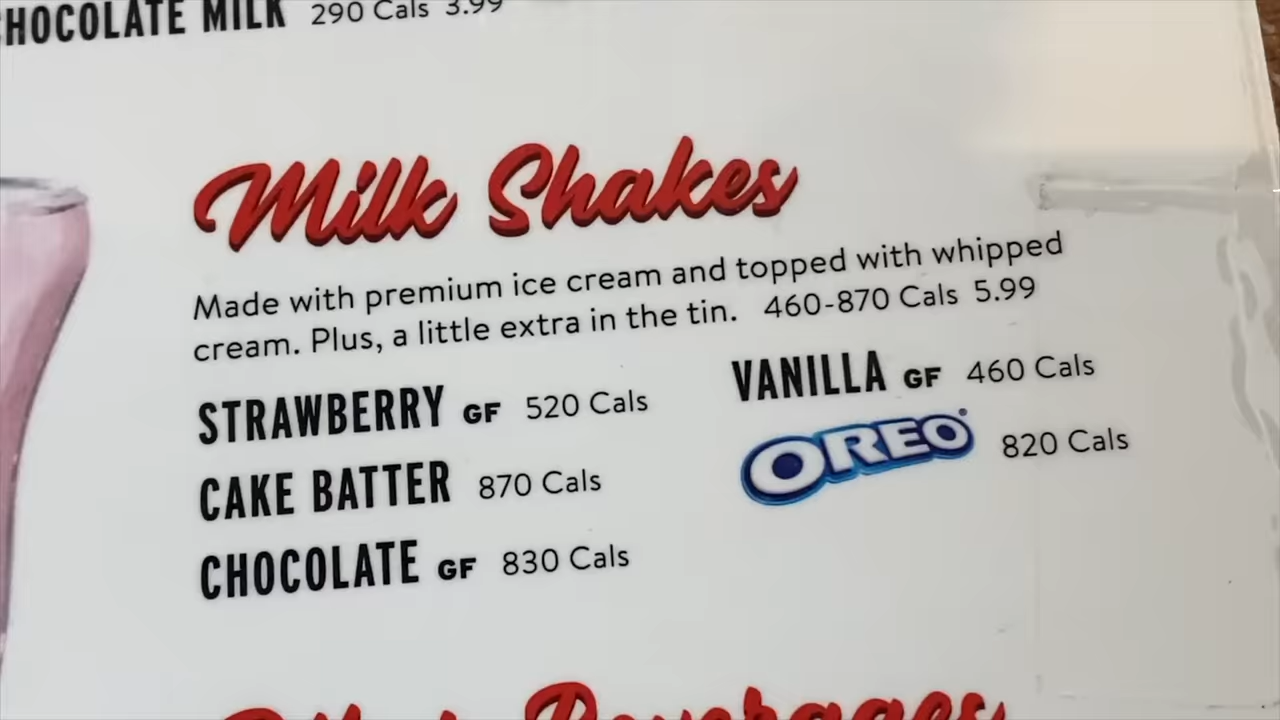 CHOCOLATE MILK 290 Cals 3.99
Milk Shakes
Made with premium ice cream and topped with whipped
cream. Plus, a little extra in the tin. 460-870 Cals 5.99
STRAWBERRY GF 520 Cals
CAKE BATTER 870 Cals
CHOCOLATE GF 830 Cals
VANILLA GF 460 Cals
OREO 820 Cals
Beverages